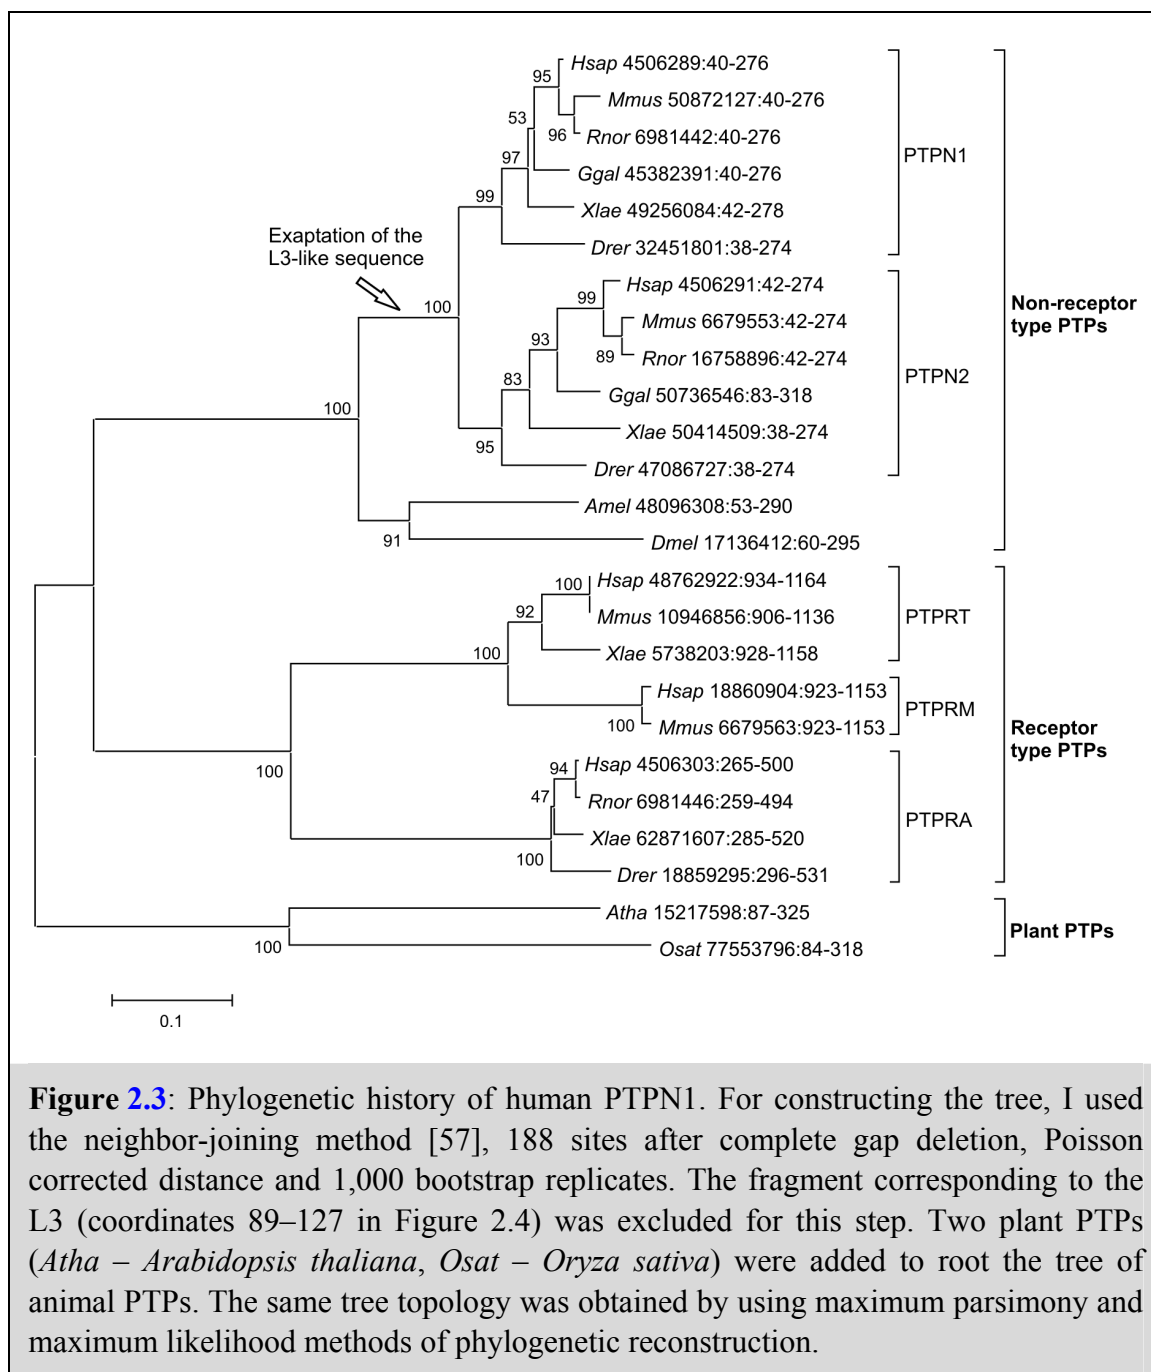 95
Hsap 4506289:40-276
Mmus 50872127:40-276
53
96
Rnor 6981442:40-276
PTPN1
97
Ggal 45382391:40-276
99
Xlae 49256084:42-278
Exaptation of the
L3-like sequence
Drer 32451801:38-274
100
99
Hsap 4506291:42-274
Non-receptor
type PTPs
Mmus 6679553:42-274
93
89
Rnor 16758896:42-274
PTPN2
83
Ggal 50736546:83-318
100
Xlae 50414509:38-274
95
Drer 47086727:38-274
Amel 48096308:53-290
91
Dmel 17136412:60-295
100
Hsap 48762922:934-1164
92
Mmus 10946856:906-1136
PTPRT
100
Xlae 5738203:928-1158
Hsap 18860904:923-1153
PTPRM
100
Mmus 6679563:923-1153
Receptor
type PTPs
100
94
Hsap 4506303:265-500
47
Rnor 6981446:259-494
PTPRA
Xlae 62871607:285-520
100
Drer 18859295:296-531
Atha 15217598:87-325
Plant PTPs
100
Osat 77553796:84-318
0.1
Figure 2.3: Phylogenetic history of human PTPN1. For constructing the tree, I used
the neighbor-joining method [57], 188 sites after complete gap deletion, Poisson
corrected distance and 1,000 bootstrap replicates. The fragment corresponding to the
L3 (coordinates 89–127 in Figure 2.4) was excluded for this step. Two plant PTPs
(Atha – Arabidopsis thaliana, Osat – Oryza sativa) were added to root the tree of
animal PTPs. The same tree topology was obtained by using maximum parsimony and
maximum likelihood methods of phylogenetic reconstruction.